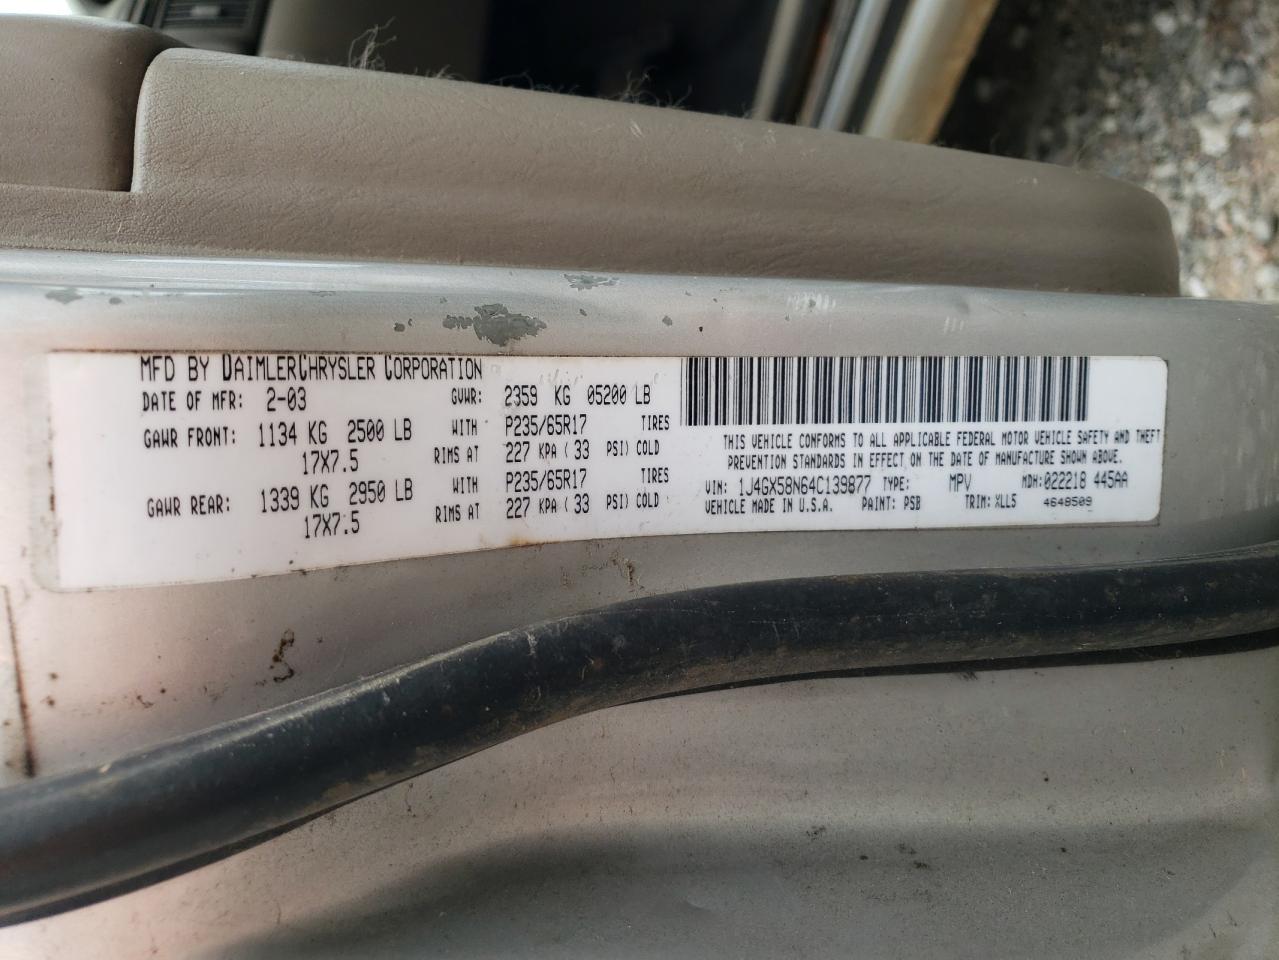 MFD BY DAIMLERCHRYSLER CORPORATION
DATE OF MFR: 2-03 GVWR: 2359 KG 05200 LB
GAWR FRONT: 1134 KG 2500 LB WITH P235/65R17 TIRES
17X7.5 RIMS AT 227 KPA ( 33 PSI) COLD
GAWR REAR: 1339 KG 2950 LB WITH P235/65R17 TIRES
17X7.5 RIMS AT 227 KPA ( 33 PSI) COLD
THIS VEHICLE CONFORMS TO ALL APPLICABLE FEDERAL MOTOR VEHICLE SAFETY AND THEFT
PREVENTION STANDARDS IN EFFECT ON THE DATE OF MANUFACTURE SHOWN ABOVE.
VIN: 1J4GX58N64C139877 TYPE: MPV MDH: 022218 445AA
VEHICLE MADE IN U.S.A. PAINT: PSB TRIM: XLL5 4648509